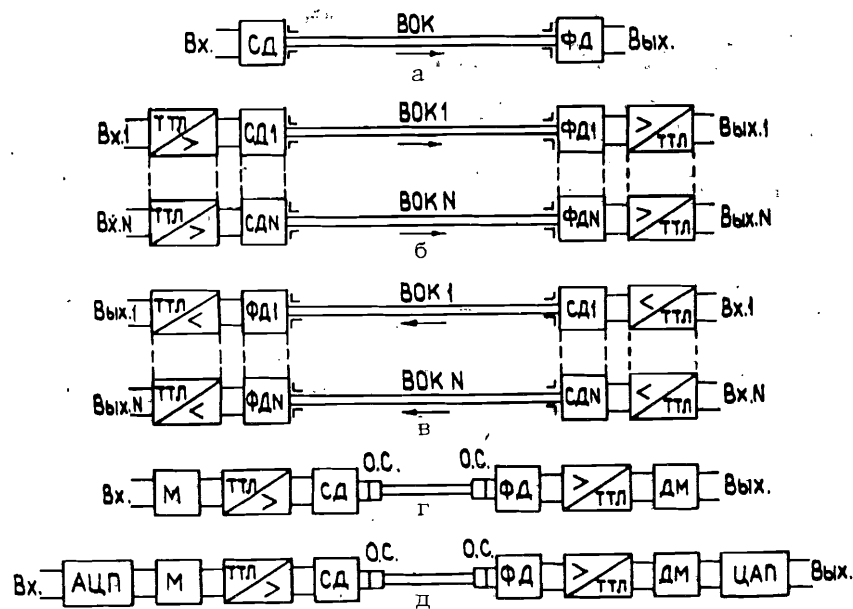 ВОК
Вх. СД ФД Вых.
а
ВОК 1
Вх.1 ТТЛ > СД1 ФД1 > ТТЛ Вых.1
ВОК N
Вх.N ТТЛ > СДN ФДN > ТТЛ Вых.N
б
ВОК 1
Вых.1 ТТЛ < ФД1 СД1 < ТТЛ Вх.1
ВОК N
Вых.N ТТЛ < ФДN СДN < ТТЛ Вх.N
в
О.С. О.С.
Вх. М ТТЛ > СД ФД > ТТЛ ДМ Вых.
г
О.С. О.С.
Вх. АЦП М ТТЛ > СД ФД > ТТЛ ДМ ЦАП Вых.
д